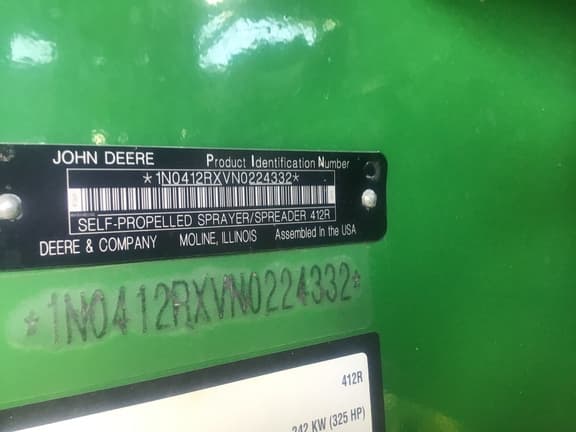 JOHN DEERE Product Identification Number
*1N0412RXVN0224332*
SELF-PROPELLED SPRAYER/SPREADER 412R
DEERE & COMPANY MOLINE, ILLINOIS Assembled In the USA
*1N0412RXVN0224332*
412R
242 KW (325 HP)